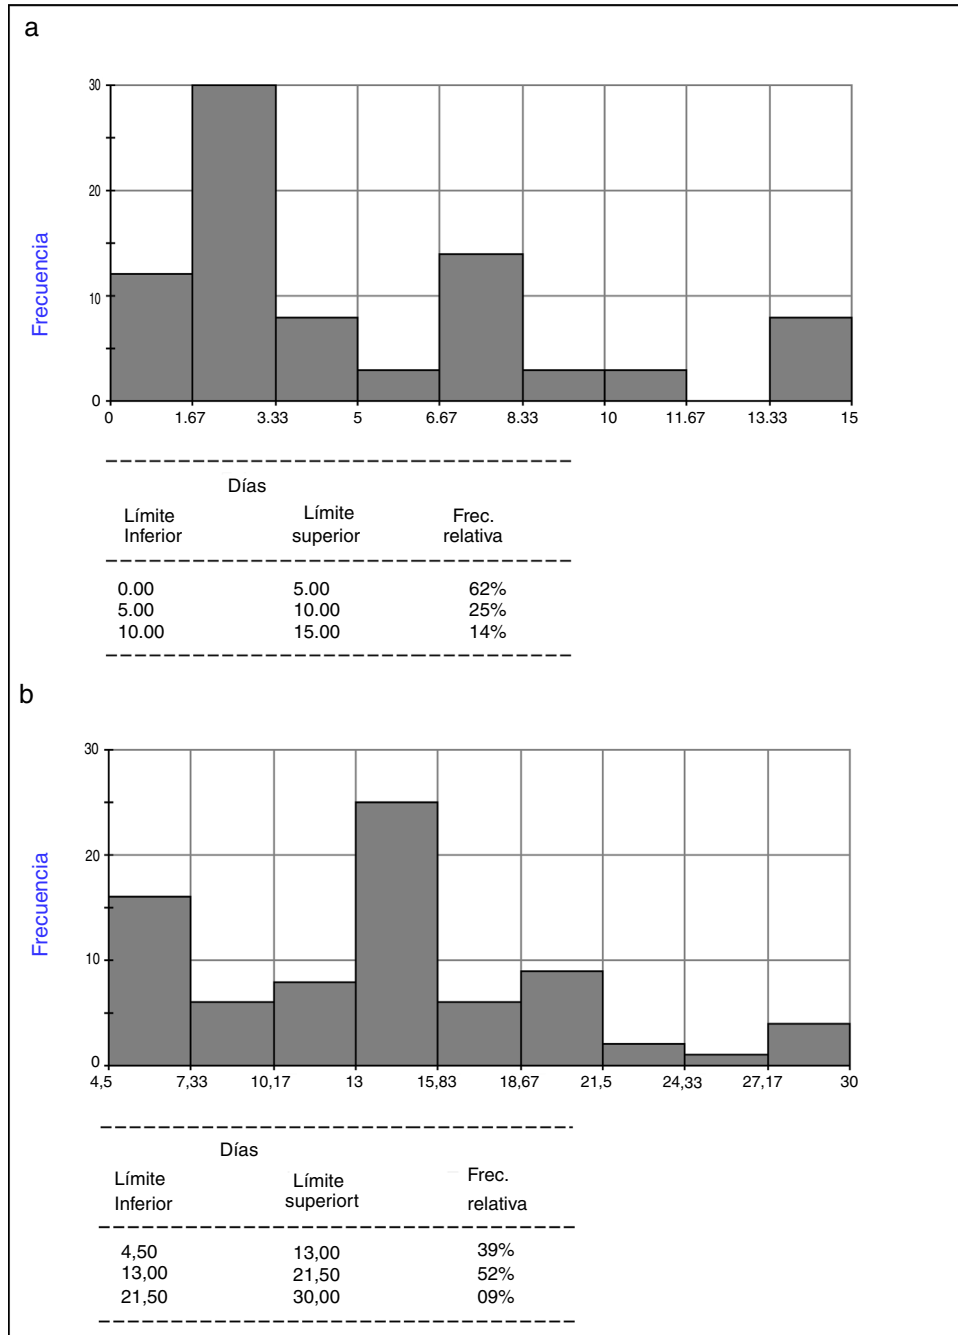 a
30
20
10
0
Frecuencia
0 1.67 3.33 5 6.67 8.33 10 11.67 13.33 15
Días
Límite Límite Frec.
Inferior superior relativa
0.00 5.00 62%
5.00 10.00 25%
10.00 15.00 14%
b
30
20
10
0
Frecuencia
4,5 7,33 10,17 13 15,83 18,67 21,5 24,33 27,17 30
Días
Límite Límite Frec.
Inferior superiort relativa
4,50 13,00 39%
13,00 21,50 52%
21,50 30,00 09%